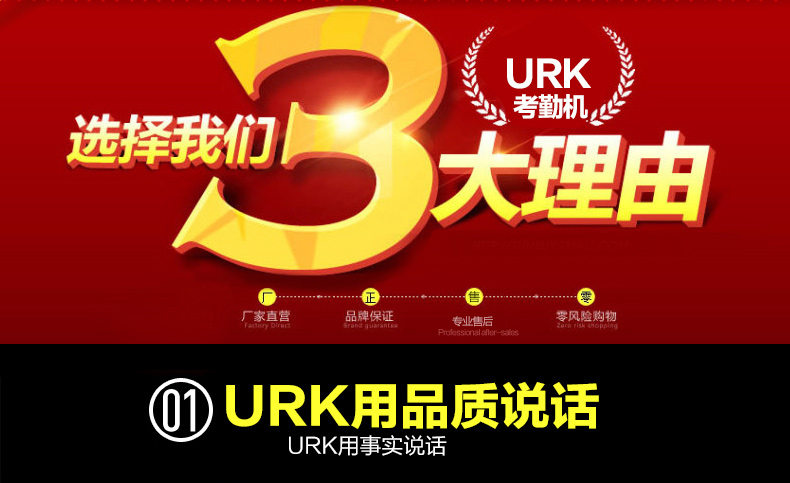 URK
考勤机
选择我们3大理由
厂 正 售 零
厂家直营 品牌保证 专业售后 零风险购物
Factory Direct Brand guarantee Professional after-sales Zero risk shopping
01 URK用品质说话
URK用事实说话